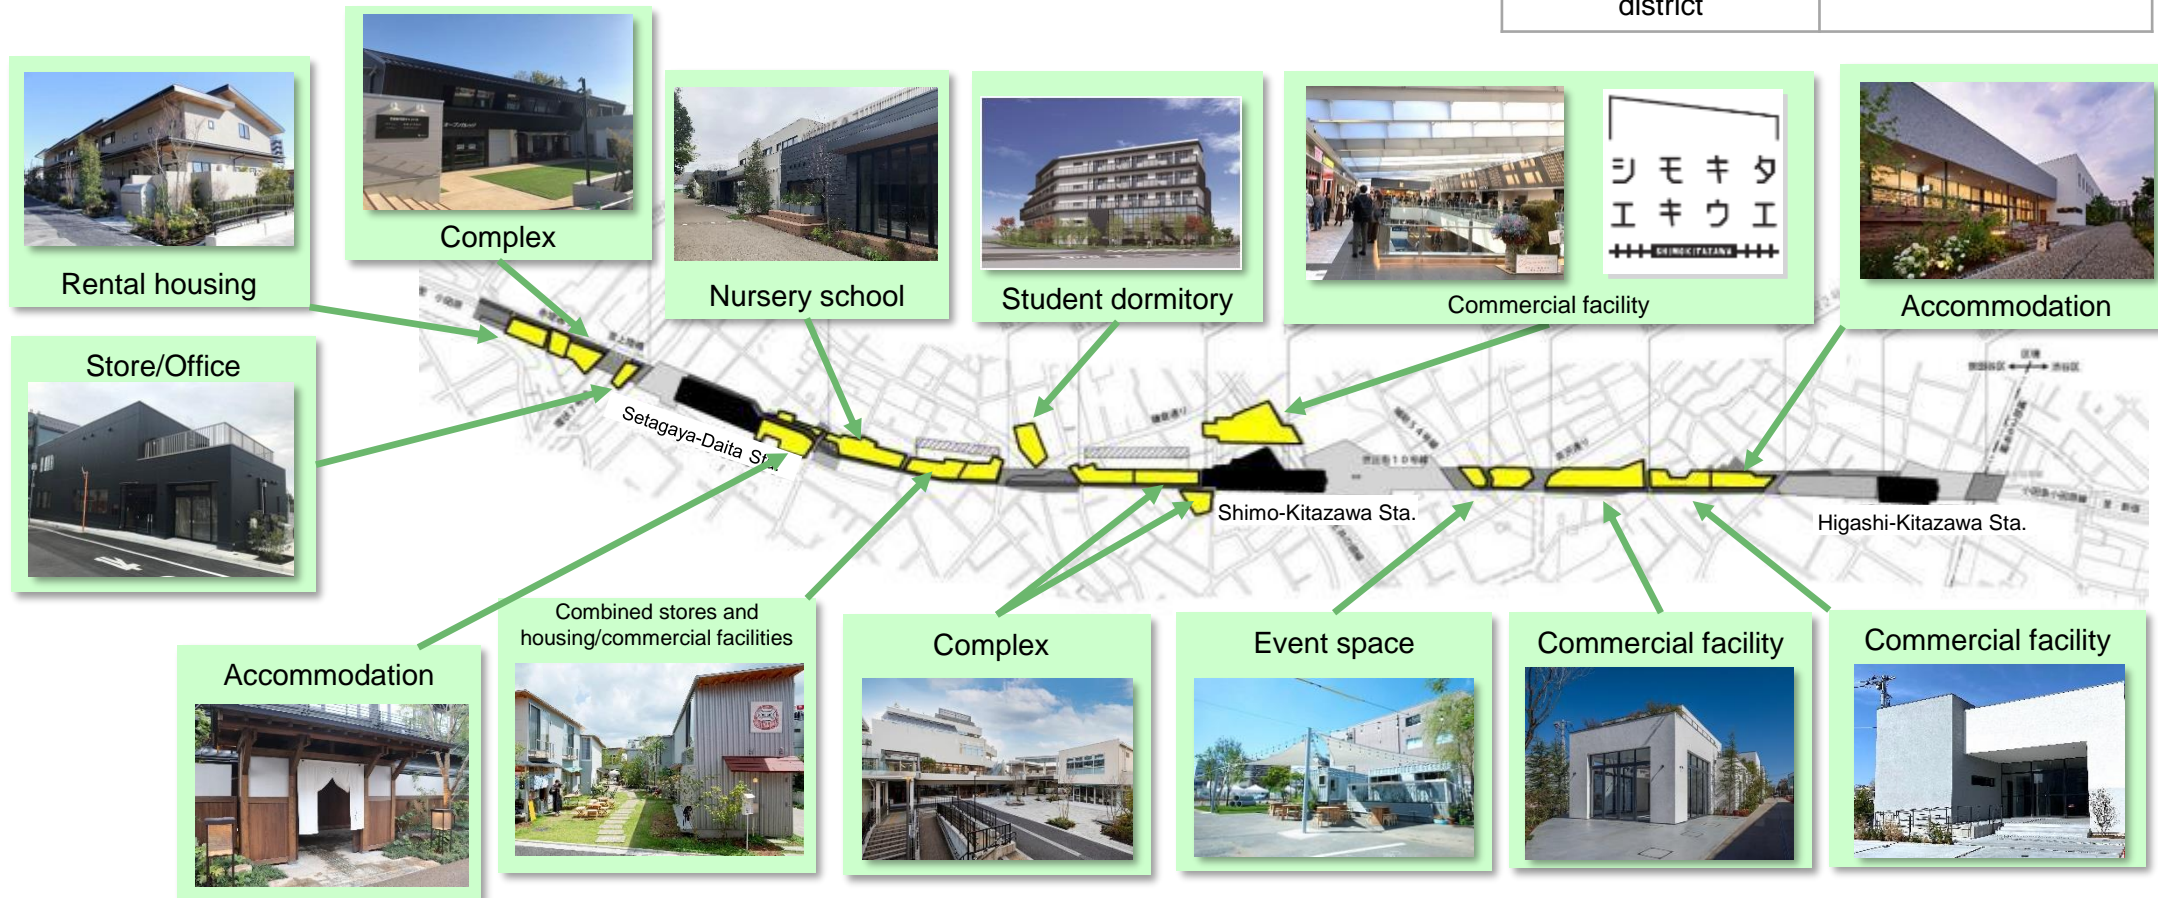 district
Rental housing
Complex
Nursery school
Student dormitory
Commercial facility
シモキタ
エキウエ
SHIMOKITAZAWA
Accommodation
Store/Office
Setagaya-Daita Sta.
Shimo-Kitazawa Sta.
Higashi-Kitazawa Sta.
Accommodation
Combined stores and
housing/commercial facilities
Complex
Event space
Commercial facility
Commercial facility